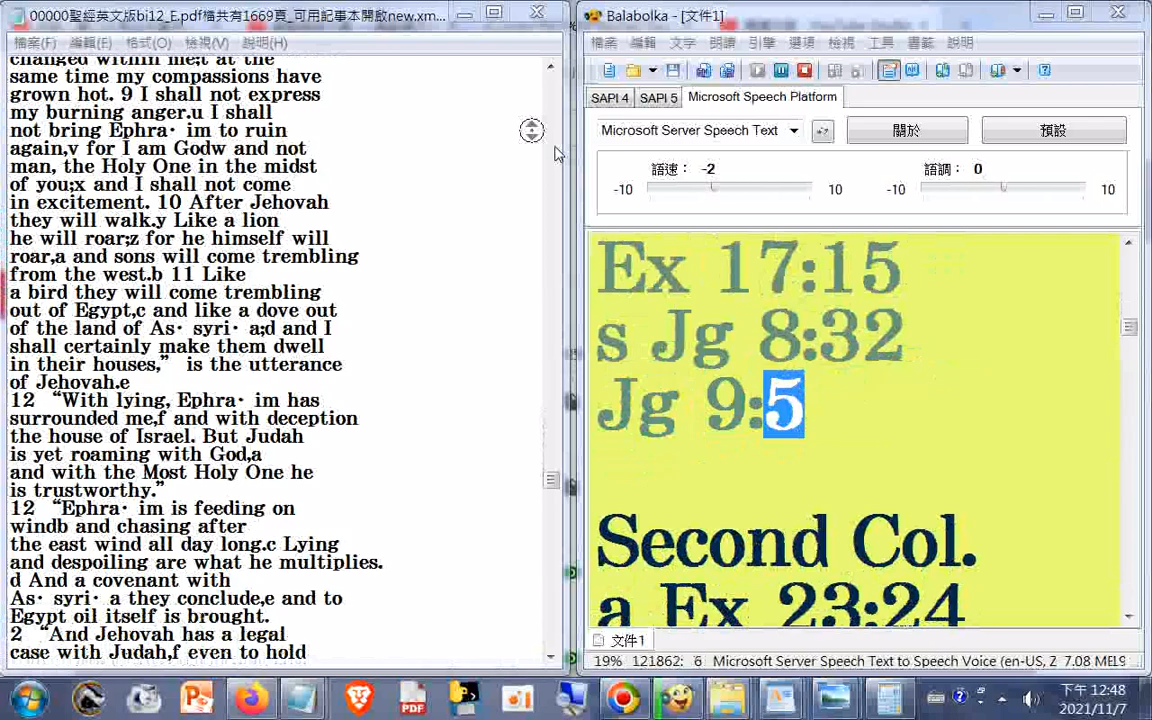 00000聖經英文版bi12_E.pdf檔共有1669頁_可用記事本開啟new.xm...
檔案(F) 編輯(E) 格式(O) 檢視(V) 說明(H)
changed within me;t at the
same time my compassions have
grown hot. 9 I shall not express
my burning anger.u I shall
not bring Ephra· im to ruin
again,v for I am Godw and not
man, the Holy One in the midst
of you;x and I shall not come
in excitement. 10 After Jehovah
they will walk.y Like a lion
he will roar;z for he himself will
roar,a and sons will come trembling
from the west.b 11 Like
a bird they will come trembling
out of Egypt,c and like a dove out
of the land of As· syri· a;d and I
shall certainly make them dwell
in their houses,” is the utterance
of Jehovah.e
12 “With lying, Ephra· im has
surrounded me,f and with deception
the house of Israel. But Judah
is yet roaming with God,a
and with the Most Holy One he
is trustworthy.”
12 “Ephra· im is feeding on
windb and chasing after
the east wind all day long.c Lying
and despoiling are what he multiplies.
d And a covenant with
As· syri· a they conclude,e and to
Egypt oil itself is brought.
2 “And Jehovah has a legal
case with Judah,f even to hold
Balabolka - [文件1]
檔案 編輯 文字 朗讀 引擎 選項 檢視 工具 書籤 說明
SAPI 4 SAPI 5 Microsoft Speech Platform
Microsoft Server Speech Text 關於 預設
語速: -2 語調: 0
-10 10 -10 10
Ex 17:15
s Jg 8:32
Jg 9:5
Second Col.
a Ex 23:24
文件1
19% 121862: 6 Microsoft Server Speech Text to Speech Voice (en-US, Z 7.08 ME
下午 12:48
2021/11/7